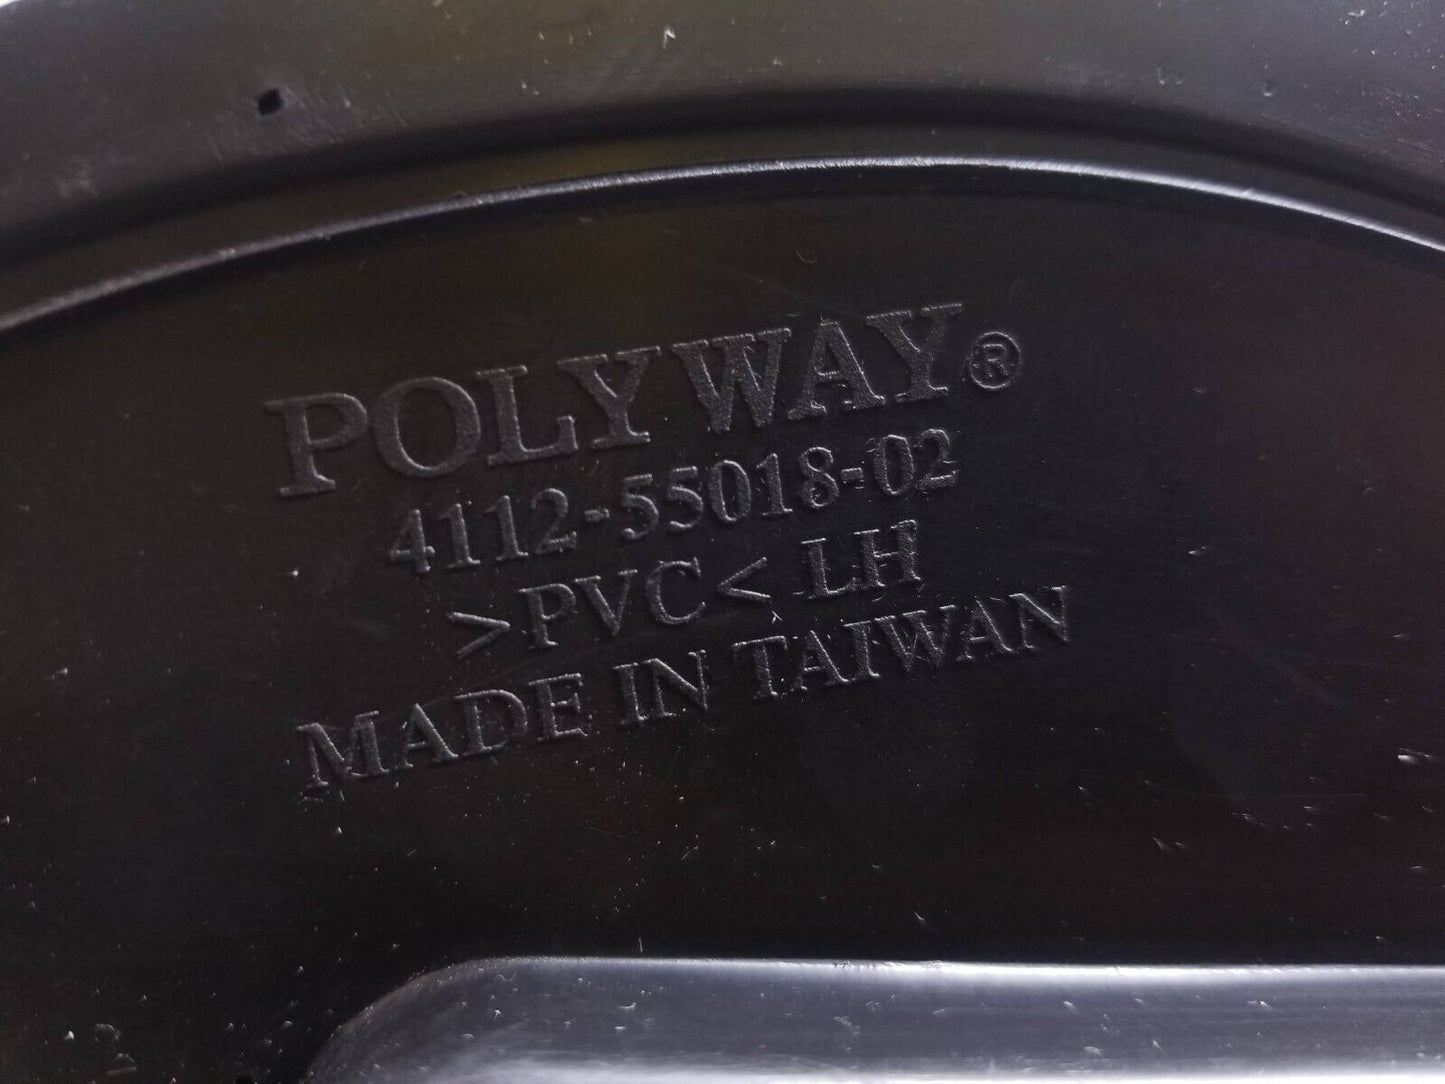 POLYWAY®
4112-55018-02
>PVC< LH
MADE IN TAIWAN